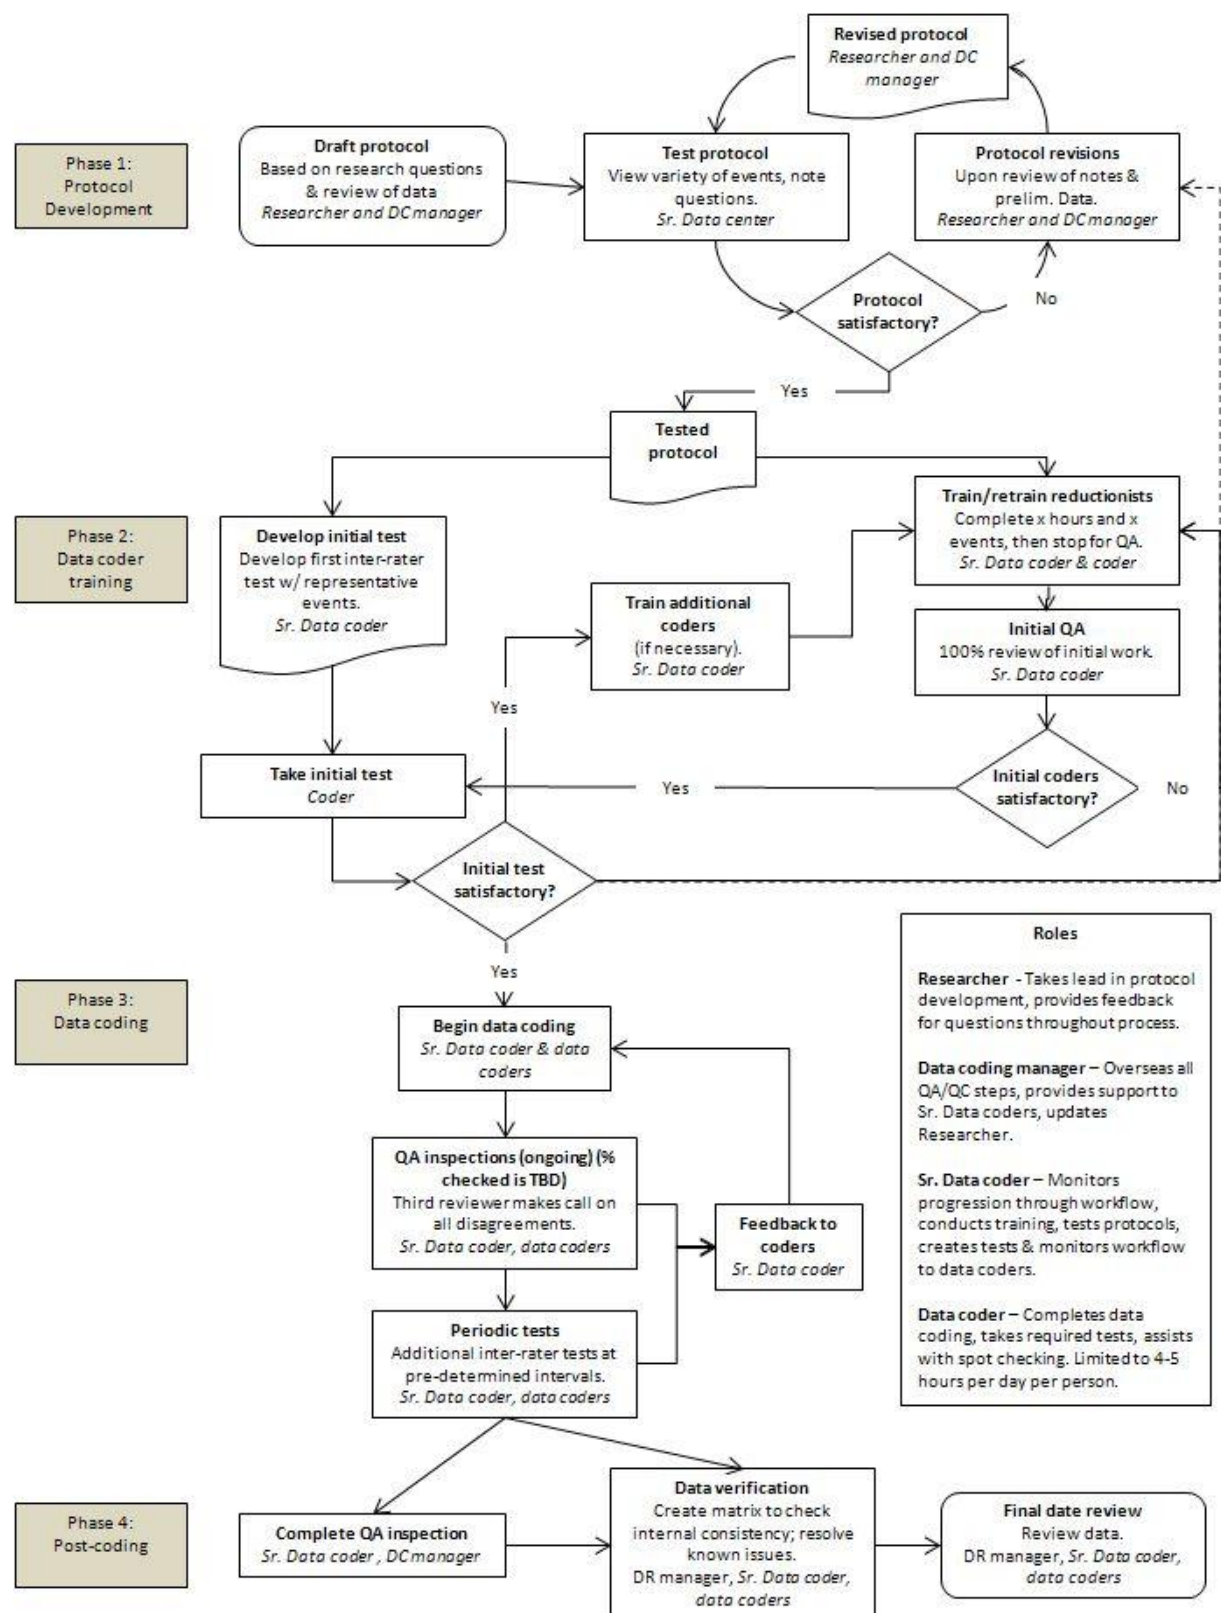 Revised protocol
Researcher and DC
manager
Phase 1:
Protocol
Development
Draft protocol
Based on research questions
& review of data
Researcher and DC manager
Test protocol
View variety of events, note
questions.
Sr. Data center
Protocol revisions
Upon review of notes &
prelim. Data.
Researcher and DC manager
Protocol
satisfactory?
No
Yes
Tested
protocol
Phase 2:
Data coder
training
Develop initial test
Develop first inter-rater
test w/ representative
events.
Sr. Data coder
Train additional
coders
(if necessary).
Sr. Data coder
Train/retrain reductionists
Complete x hours and x
events, then stop for QA.
Sr. Data coder & coder
Initial QA
100% review of initial work.
Sr. Data coder
Yes
Take initial test
Coder
Yes
Initial coders
satisfactory?
No
Initial test
satisfactory?
Yes
Phase 3:
Data coding
Begin data coding
Sr. Data coder & data
coders
QA inspections (ongoing) (%
checked is TBD)
Third reviewer makes call on
all disagreements.
Sr. Data coder, data coders
Feedback to
coders
Sr. Data coder
Periodic tests
Additional inter-rater tests at
pre-determined intervals.
Sr. Data coder, data coders
Roles
Researcher - Takes lead in protocol
development, provides feedback
for questions throughout process.
Data coding manager – Overseas all
QA/QC steps, provides support to
Sr. Data coders, updates
Researcher.
Sr. Data coder – Monitors
progression through workflow,
conducts training, tests protocols,
creates tests & monitors workflow
to data coders.
Data coder – Completes data
coding, takes required tests, assists
with spot checking. Limited to 4-5
hours per day per person.
Phase 4:
Post-coding
Complete QA inspection
Sr. Data coder , DC manager
Data verification
Create matrix to check
internal consistency; resolve
known issues.
DR manager, Sr. Data coder,
data coders
Final date review
Review data.
DR manager, Sr. Data coder,
data coders